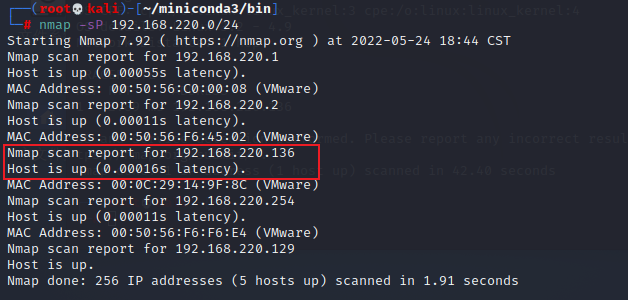 (root💀kali)-[~/miniconda3/bin]
# nmap -sP 192.168.220.0/24
Starting Nmap 7.92 ( https://nmap.org ) at 2022-05-24 18:44 CST
Nmap scan report for 192.168.220.1
Host is up (0.00055s latency).
MAC Address: 00:50:56:C0:00:08 (VMware)
Nmap scan report for 192.168.220.2
Host is up (0.00011s latency).
MAC Address: 00:50:56:F6:45:02 (VMware)
Nmap scan report for 192.168.220.136
Host is up (0.00016s latency).
MAC Address: 00:0C:29:14:9F:8C (VMware)
Nmap scan report for 192.168.220.254
Host is up (0.00011s latency).
MAC Address: 00:50:56:F6:F6:E4 (VMware)
Nmap scan report for 192.168.220.129
Host is up.
Nmap done: 256 IP addresses (5 hosts up) scanned in 1.91 seconds